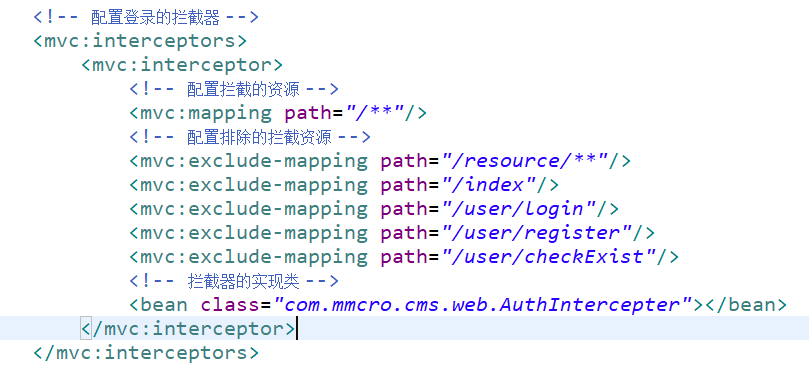 <!-- 配置登录的拦截器 -->
<mvc:interceptors>
<mvc:interceptor>
<!-- 配置拦截的资源 -->
<mvc:mapping path="/**"/>
<!-- 配置排除的拦截资源 -->
<mvc:exclude-mapping path="/resource/**"/>
<mvc:exclude-mapping path="/index"/>
<mvc:exclude-mapping path="/user/login"/>
<mvc:exclude-mapping path="/user/register"/>
<mvc:exclude-mapping path="/user/checkExist"/>
<!-- 拦截器的实现类 -->
<bean class="com.mmcro.cms.web.AuthIntercepter"></bean>
</mvc:interceptor>
</mvc:interceptors>